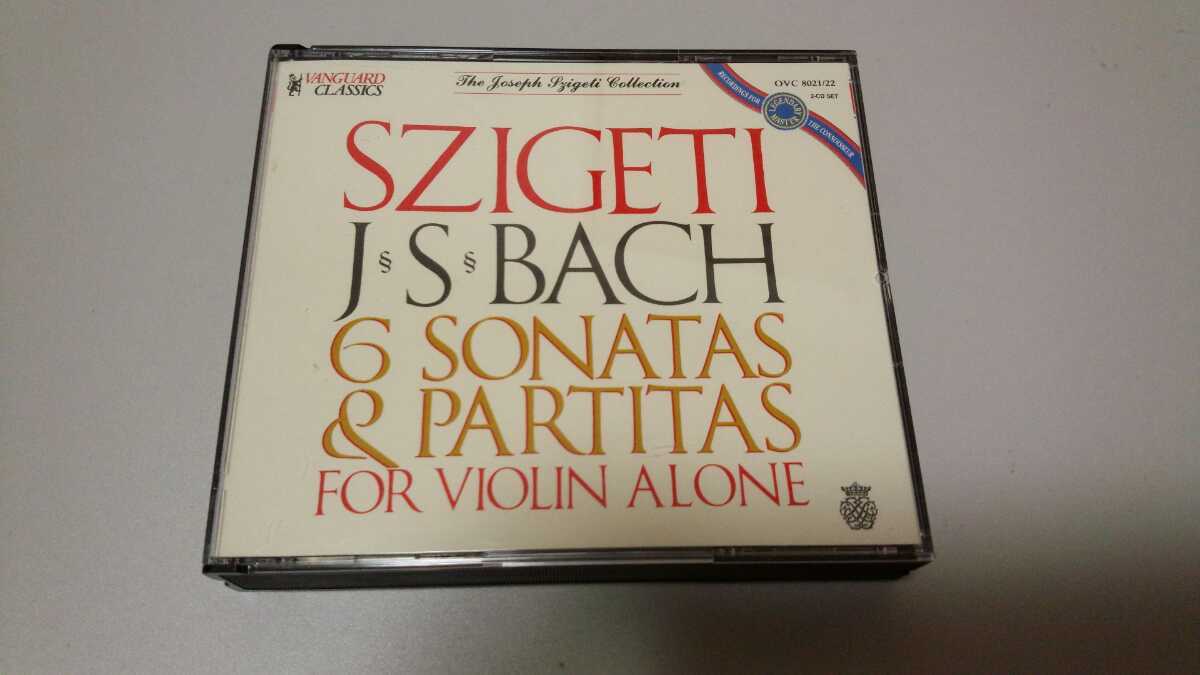 VANGUARD
CLASSICS
The Joseph Szigeti Collection
OVC 8021/22
2-CD SET
RECORDINGS FOR
LEGENDARY
MASTER
THE CONNOISSEUR
SZIGETI
J § S § BACH
6 SONATAS
& PARTITAS
FOR VIOLIN ALONE